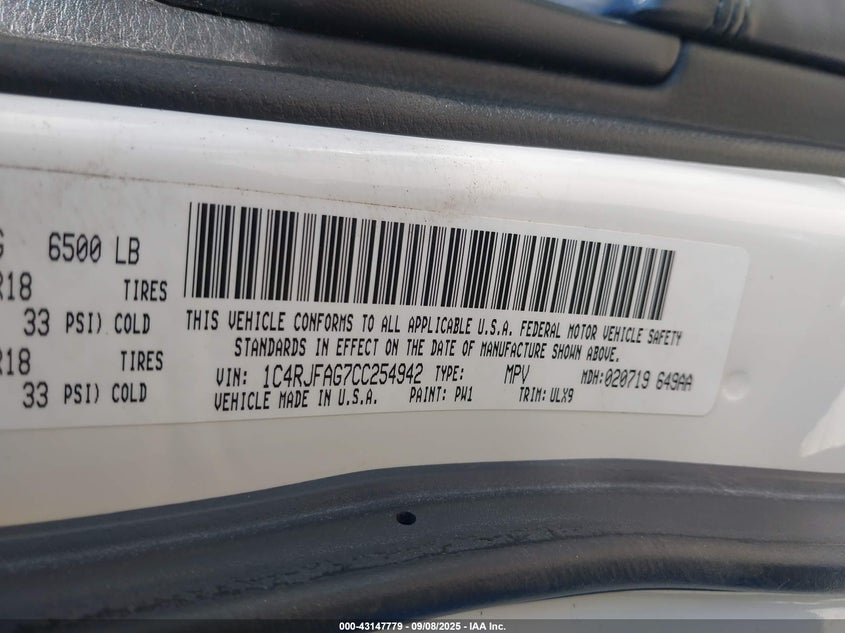 6500 LB
R18 TIRES
33 PSI) COLD
R18 TIRES
33 PSI) COLD
THIS VEHICLE CONFORMS TO ALL APPLICABLE U.S.A. FEDERAL MOTOR VEHICLE SAFETY
STANDARDS IN EFFECT ON THE DATE OF MANUFACTURE SHOWN ABOVE.
VIN: 1C4RJFAG7CC254942 TYPE: MPV MDH:020719 649AA
VEHICLE MADE IN U.S.A. PAINT: PW1 TRIM: ULX9
000-43147779 - 09/08/2025 - IAA Inc.